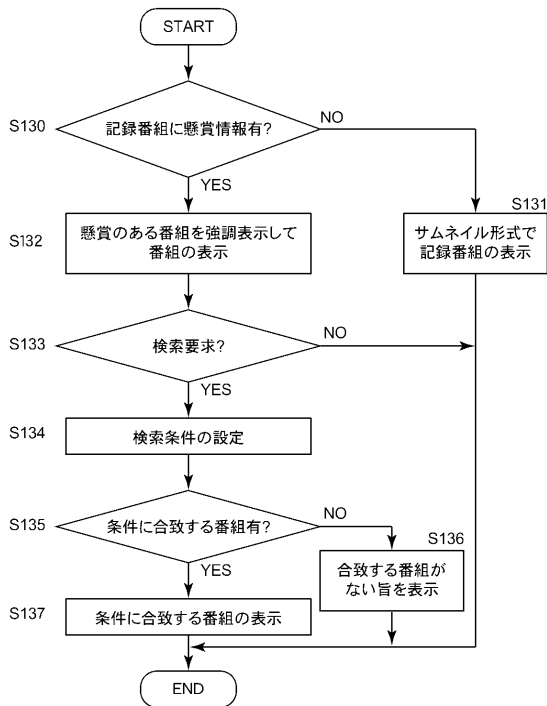 START
S130
記録番組に懸賞情報有?
NO
YES
S131
サムネイル形式で
記録番組の表示
S132
懸賞のある番組を強調表示して
番組の表示
S133
検索要求?
NO
YES
S134
検索条件の設定
S135
条件に合致する番組有?
NO
YES
S136
合致する番組が
ない旨を表示
S137
条件に合致する番組の表示
END